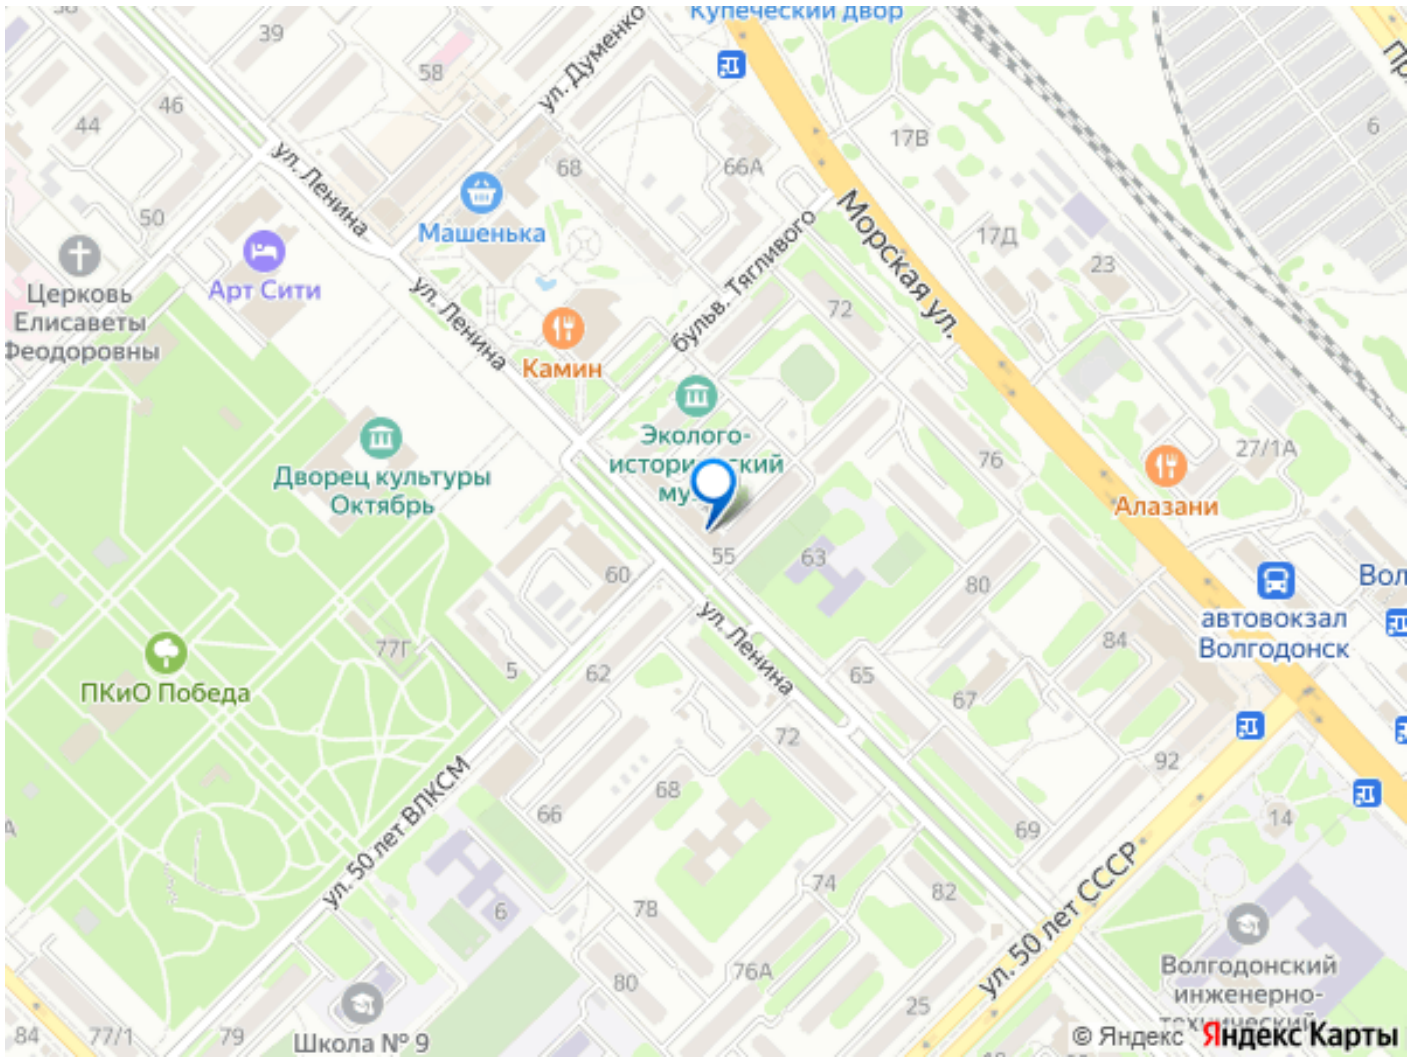 Купеческий двор
39
58
ул. Думенко
46
44
17В
6
68
66А
ул. Ленина
50
Машенька
Морская ул.
17Д
23
Арт Сити
Церковь
Елисаветы
Феодоровны
ул. Ленина
бульв. Тягливого
72
Камин
Эколого-
исторический
Дворец культуры
Октябрь
76
27/1А
Алазани
55
63
60
80
автовокзал
Волгодонск
ул. Ленина
84
77Г
5
62
65
67
ПКиО Победа
72
92
ул. 50 лет ВЛКСМ
68
66
14
69
74
82
ул. 50 лет СССР
6
78
Волгодонский
инженерно-
технический
76А
80
25
84
77/1
79
Школа № 9
© Яндекс Яндекс Карты